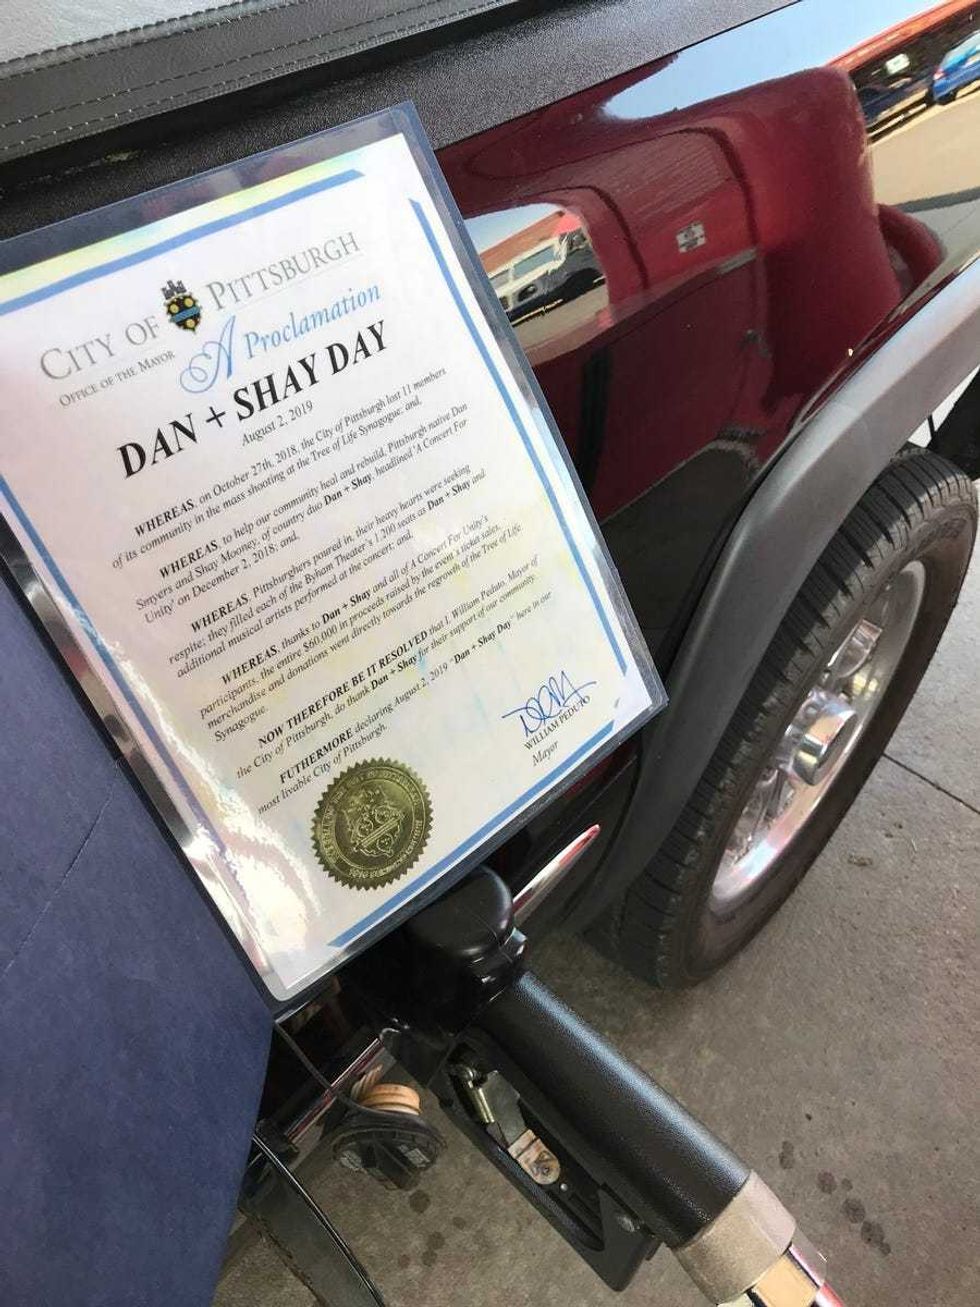 CITY OF PITTSBURGH
OFFICE OF THE MAYOR
A Proclamation
DAN + SHAY DAY
August 2, 2019
WHEREAS, on October 27th, 2018, the City of Pittsburgh lost 11 members
of its community in the mass shooting at the Tree of Life Synagogue; and,
WHEREAS, to help our community heal and rebuild, Pittsburgh native Dan
Smyers and Shay Mooney, of country duo Dan + Shay, headlined 'A Concert For
Unity' on December 2, 2018; and,
WHEREAS, Pittsburghers poured in, their heavy hearts were seeking
respite; they filled each of the Byham Theater's 1,200 seats as Dan + Shay and
additional musical artists performed at the concert; and,
WHEREAS, thanks to Dan + Shay and all of A Concert For Unity's
participants, the entire $60,000 in proceeds raised by the event's ticket sales,
merchandise and donations went directly towards the regrowth of the Tree of Life
Synagogue.
NOW THEREFORE BE IT RESOLVED that I, William Peduto, Mayor of
the City of Pittsburgh, do thank Dan + Shay for their support of our community.
FUTHERMORE declaring August 2, 2019 "Dan + Shay Day" here in our
most livable City of Pittsburgh.
WILLIAM PEDUTO
Mayor